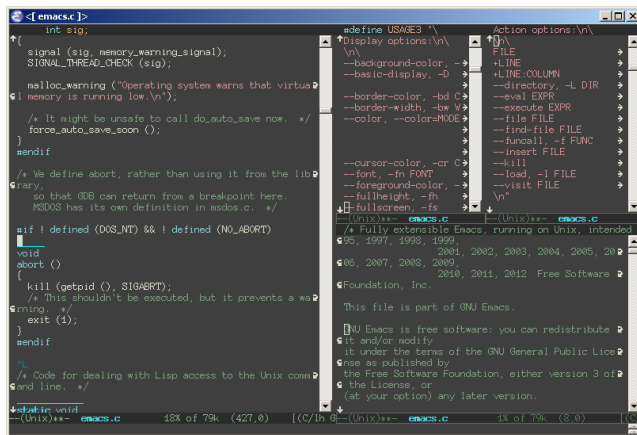 <[ emacs.c ]>
int sig;
{
signal (sig, memory_warning_signal);
SIGNAL_THREAD_CHECK (sig);
malloc_warning ("Operating system warns that virtua
l memory is running low.\n");
/* It might be unsafe to call do_auto_save now.  */
force_auto_save_soon ();
}
#endif
/* We define abort, rather than using it from the lib
rary,
so that GDB can return from a breakpoint here.
MSDOS has its own definition in msdos.c.  */
#if ! defined (DOS_NT) && ! defined (NO_ABORT)
void
abort ()
{
kill (getpid (), SIGABRT);
/* This shouldn't be executed, but it prevents a wa
rning.  */
exit (1);
}
#endif
^L
/* Code for dealing with Lisp access to the Unix comm
and line.  */
static void
--(Unix)**-  emacs.c      18% of 79k  (427,0)    [(C/lh G
#define USAGE3 "\
Display options:\n\
\n\
--background-color, -
--basic-display, -D
--border-color, -bd C
--border-width, -bw W
--color, --color=MODE
--cursor-color, -cr C
--font, -fn FONT
--foreground-color, -
--fullheight, -fh
--fullscreen, -fs
--(Unix)**-  emacs.c
Action options:\n\
\n\
FILE
+LINE
+LINE:COLUMN
--directory, -L DIR
--eval EXPR
--execute EXPR
--file FILE
--find-file FILE
--funcall, -f FUNC
--insert FILE
--kill
--load, -l FILE
--visit FILE
\n"
--(Unix)**-  emacs.c
/* Fully extensible Emacs, running on Unix, intended
95, 1997, 1998, 1999,
2001, 2002, 2003, 2004, 2005, 20
06, 2007, 2008, 2009,
2010, 2011, 2012  Free Software
Foundation, Inc.
This file is part of GNU Emacs.
GNU Emacs is free software: you can redistribute
it and/or modify
it under the terms of the GNU General Public Lice
nse as published by
the Free Software Foundation, either version 3 of
the License, or
(at your option) any later version.
--(Unix)**-  emacs.c      1% of 79k  (8,0)     [(C